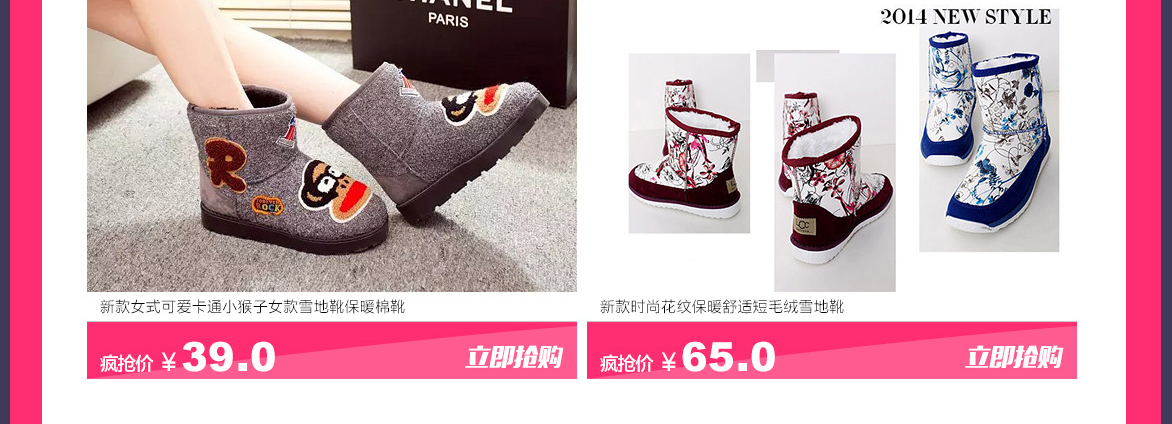 PARIS
2014 NEW STYLE
R
ROCK
新款女式可爱卡通小猴子女款雪地靴保暖棉靴
疯抢价 ¥ 39.0
立即抢购
新款时尚花纹保暖舒适短毛绒雪地靴
疯抢价 ¥ 65.0
立即抢购